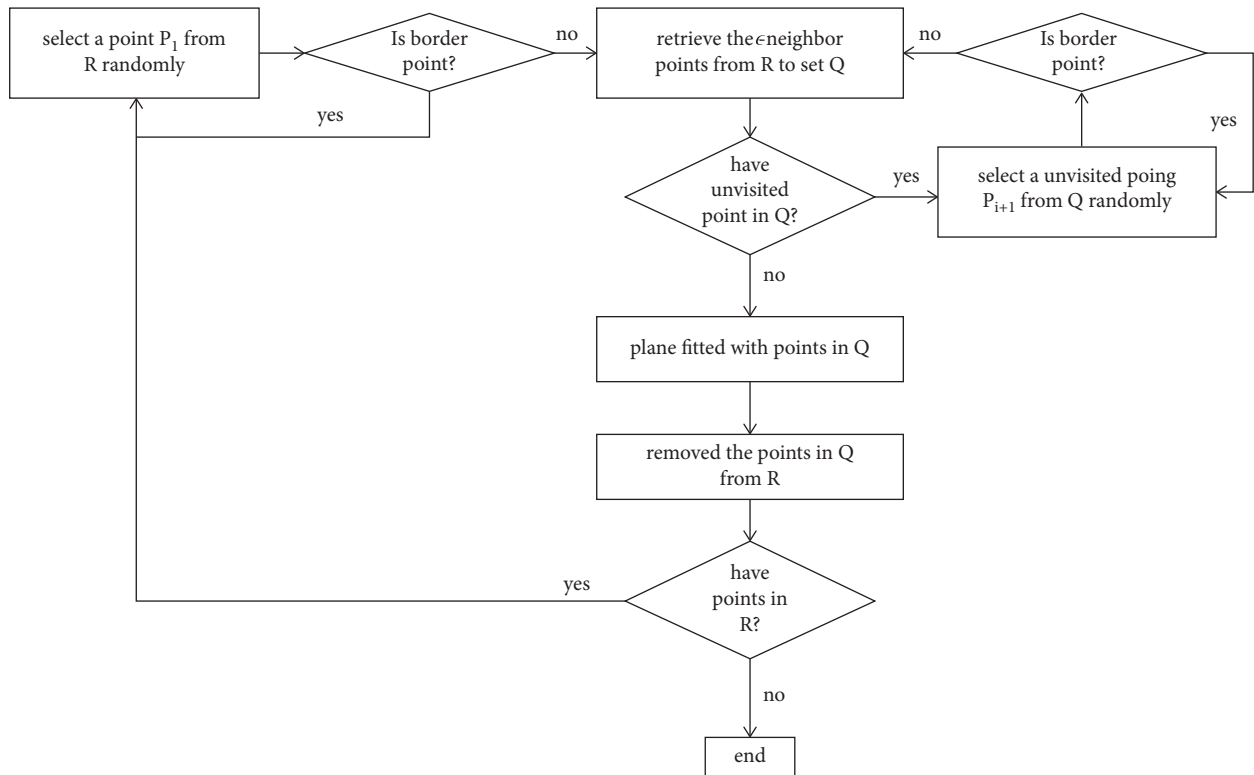 select a point P₁ from
R randomly
Is border
point?
no
yes
retrieve the ϵ-neighbor
points from R to set Q
no
Is border
point?
yes
have
unvisited
point in Q?
yes
select a unvisited poing
Pᵢ₊₁ from Q randomly
no
plane fitted with points in Q
removed the points in Q
from R
have
points in
R?
yes
no
end